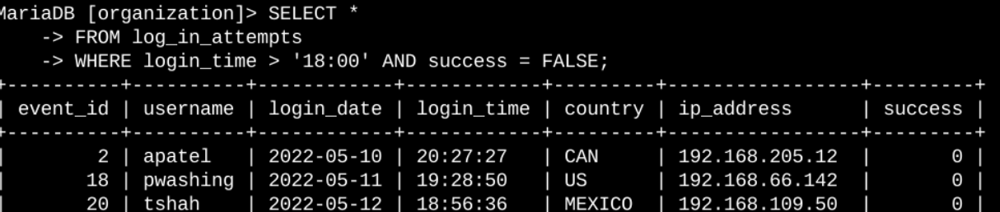 MariaDB [organization]> SELECT *
    -> FROM log_in_attempts
    -> WHERE login_time > '18:00' AND success = FALSE;
+----------+----------+------------+------------+---------+-----------------+---------+
| event_id | username | login_date | login_time | country | ip_address      | success |
+----------+----------+------------+------------+---------+-----------------+---------+
|        2 | apatel   | 2022-05-10 | 20:27:27   | CAN     | 192.168.205.12  |       0 |
|       18 | pwashing | 2022-05-11 | 19:28:50   | US      | 192.168.66.142  |       0 |
|       20 | tshah    | 2022-05-12 | 18:56:36   | MEXICO  | 192.168.109.50  |       0 |